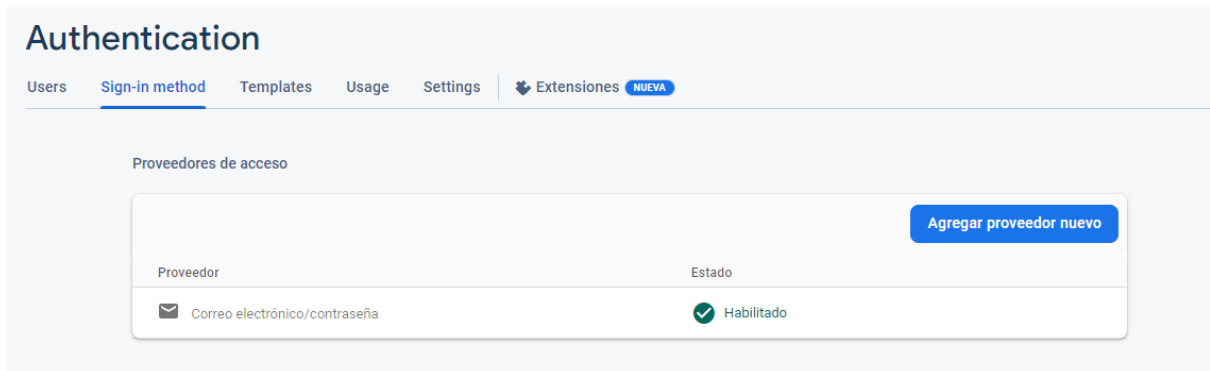 Authentication
Users Sign-in method Templates Usage Settings Extensiones NUEVA
Proveedores de acceso
Agregar proveedor nuevo
Proveedor Estado
Correo electrónico/contraseña Habilitado